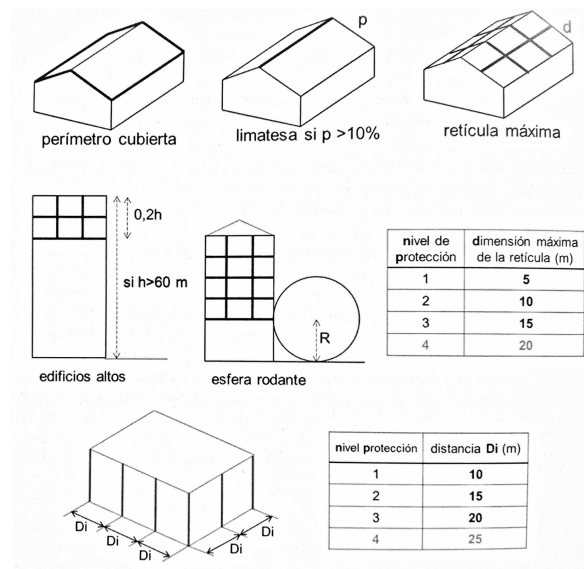 p
d
perímetro cubierta
limatesa si p >10%
retícula máxima
0,2h
si h>60 m
R
edificios altos
esfera rodante
nivel de protección dimensión máxima de la retícula (m)
1 5
2 10
3 15
4 20
Di
Di
Di
Di
Di
nivel protección distancia Di (m)
1 10
2 15
3 20
4 25